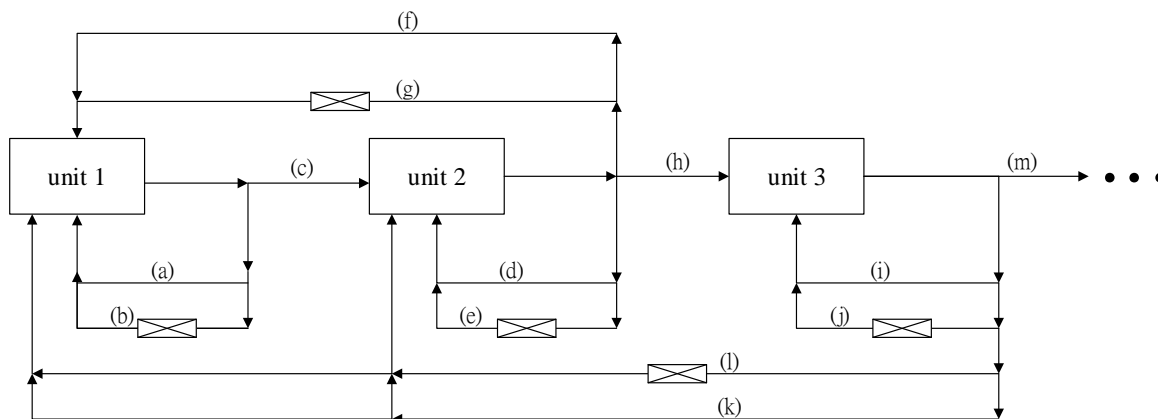 (f)
(g)
unit 1
(c)
unit 2
(h)
unit 3
(m)
(a)
(d)
(i)
(b)
(e)
(j)
(l)
(k)